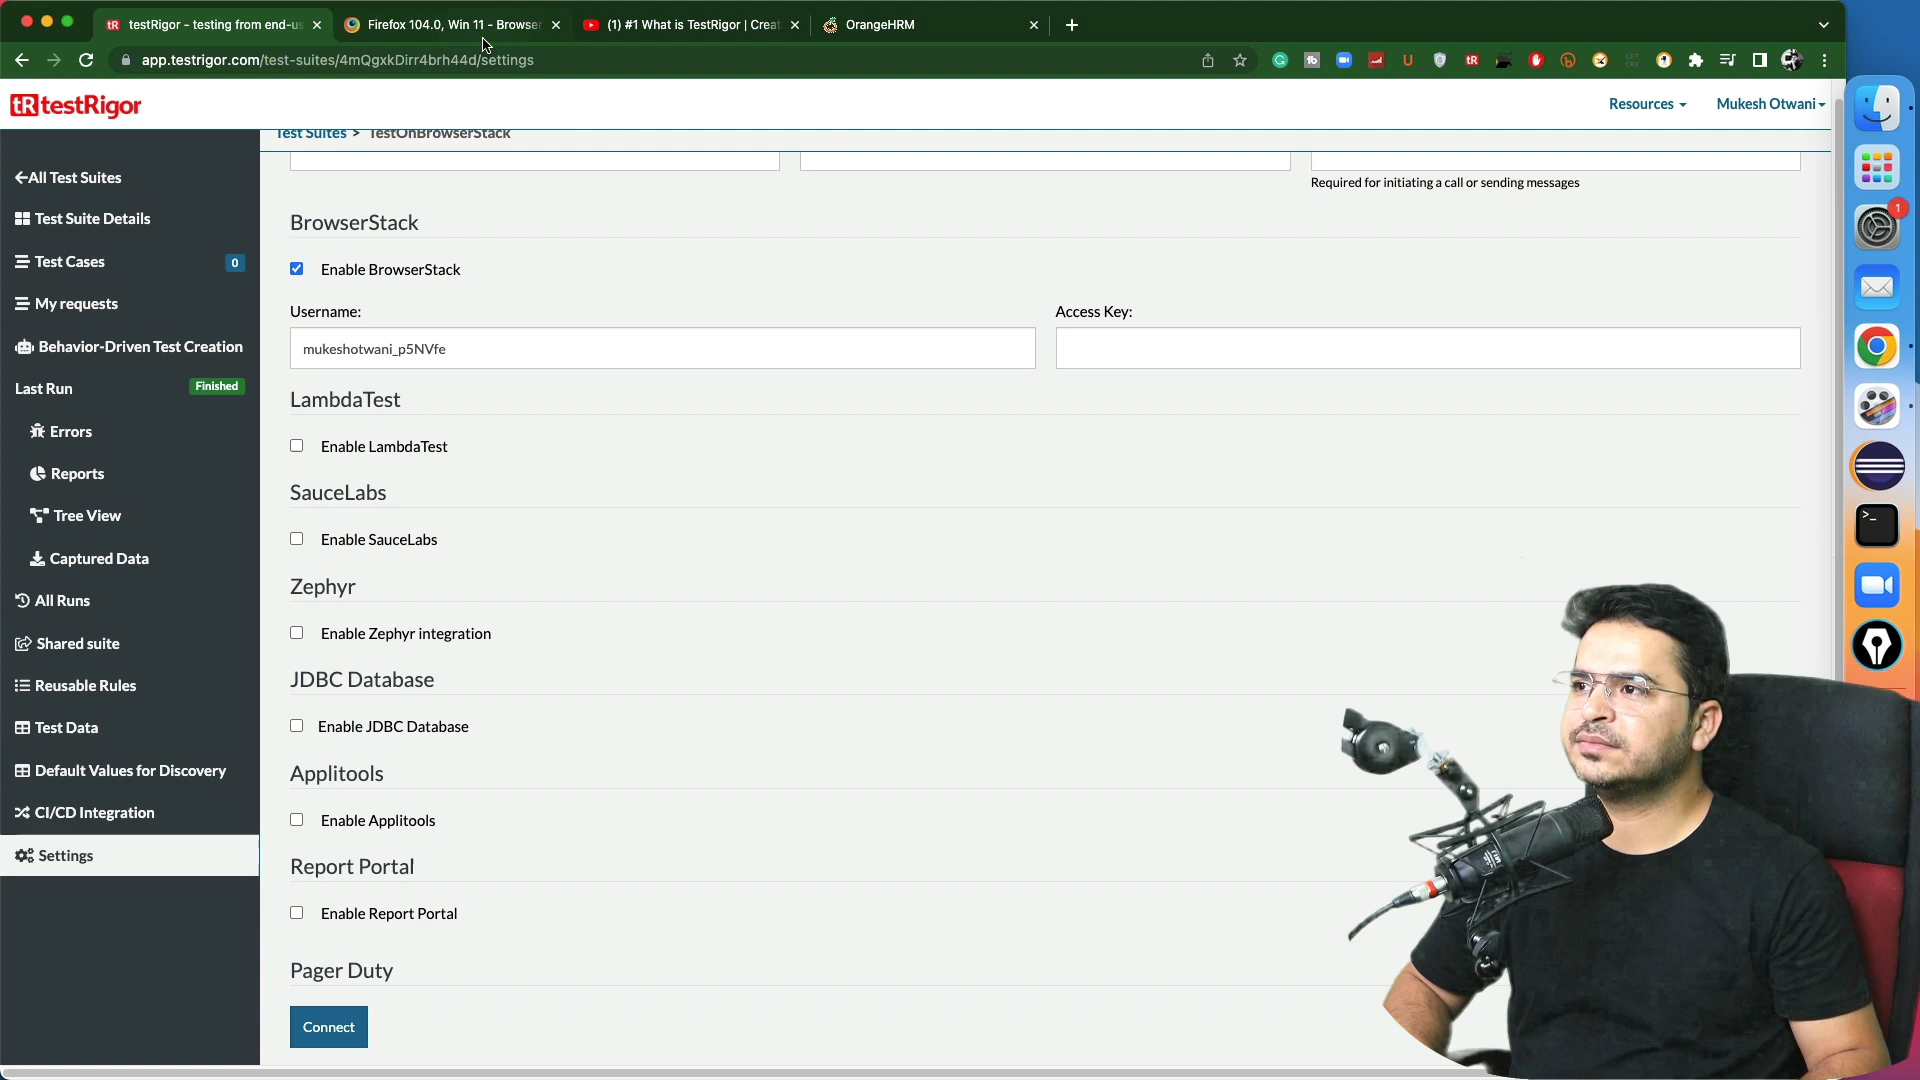 tR testRigor - testing from end-us
Firefox 104.0, Win 11 - Browser
(1) #1 What is TestRigor | Creat
OrangeHRM
app.testrigor.com/test-suites/4mQgxkDirr4brh44d/settings
tR testRigor
Resources
Mukesh Otwani
Test Suites > TestOnBrowserStack
All Test Suites
Test Suite Details
Test Cases 0
My requests
Behavior-Driven Test Creation
Last Run Finished
Errors
Reports
Tree View
Captured Data
All Runs
Shared suite
Reusable Rules
Test Data
Default Values for Discovery
CI/CD Integration
Settings
Required for initiating a call or sending messages
BrowserStack
Enable BrowserStack
Username:
Access Key:
mukeshotwani_p5NVfe
LambdaTest
Enable LambdaTest
SauceLabs
Enable SauceLabs
Zephyr
Enable Zephyr integration
JDBC Database
Enable JDBC Database
Applitools
Enable Applitools
Report Portal
Enable Report Portal
Pager Duty
Connect
1